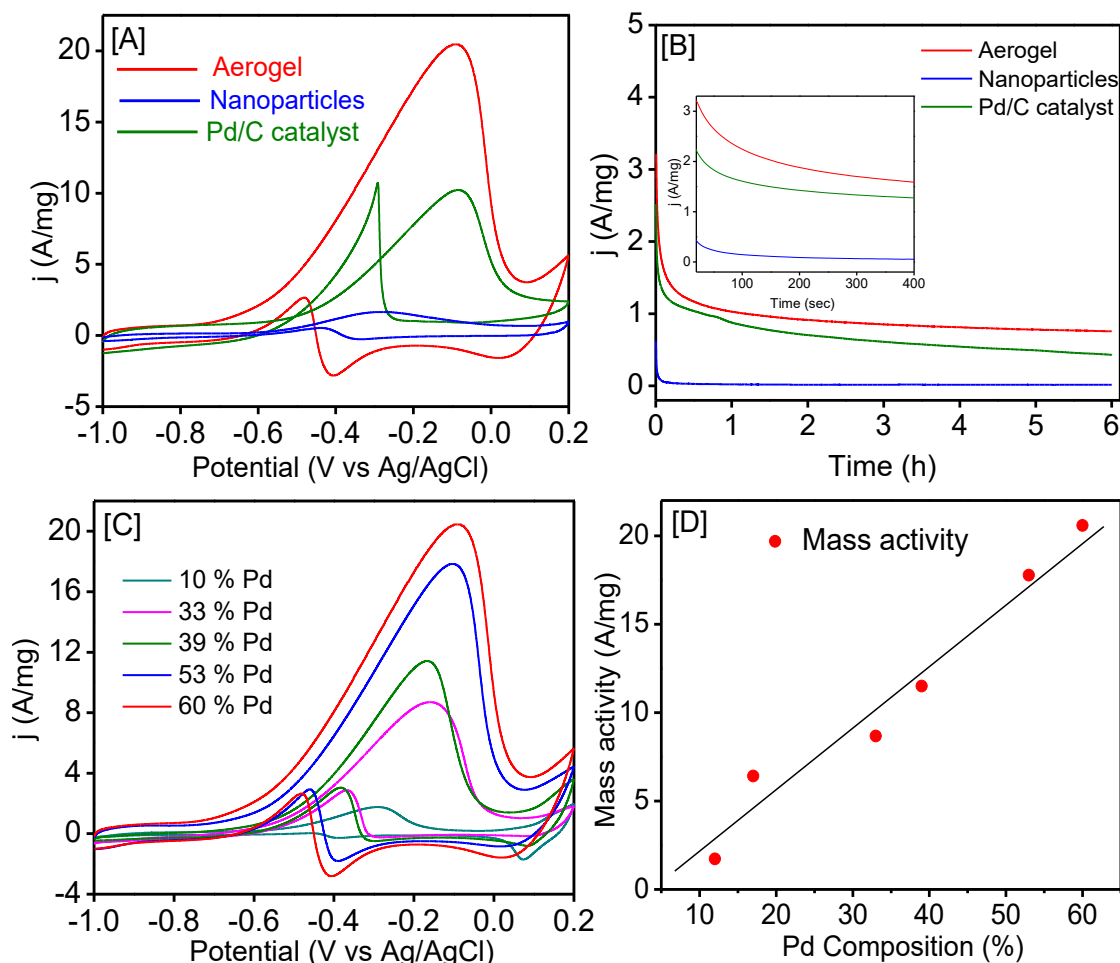 [A]
Aerogel
Nanoparticles
Pd/C catalyst
20
15
10
5
0
-5
j (A/mg)
-1.0 -0.8 -0.6 -0.4 -0.2 0.0 0.2
Potential (V vs Ag/AgCl)
[B]
Aerogel
Nanoparticles
Pd/C catalyst
5
4
3
2
1
0
j (A/mg)
3
2
1
0
j (A/mg)
100 200 300 400
Time (sec)
0 1 2 3 4 5 6
Time (h)
[C]
10 % Pd
33 % Pd
39 % Pd
53 % Pd
60 % Pd
20
16
12
8
4
0
-4
j (A/mg)
-1.0 -0.8 -0.6 -0.4 -0.2 0.0 0.2
Potential (V vs Ag/AgCl)
[D]
Mass activity
20
15
10
5
0
Mass activity (A/mg)
10 20 30 40 50 60
Pd Composition (%)